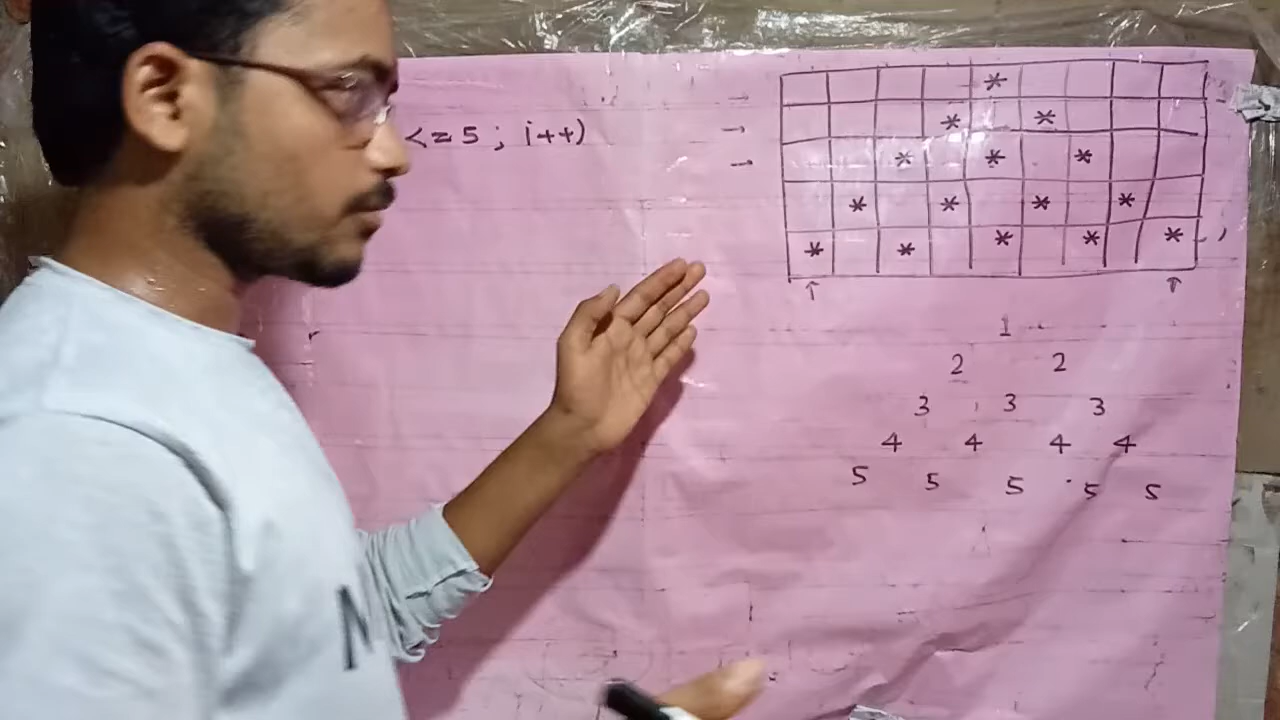 <=5; i++)
*
* *
* * *
* * * *
* * * * *
1
2 2
3 3 3
4 4 4 4
5 5 5 5 5
N